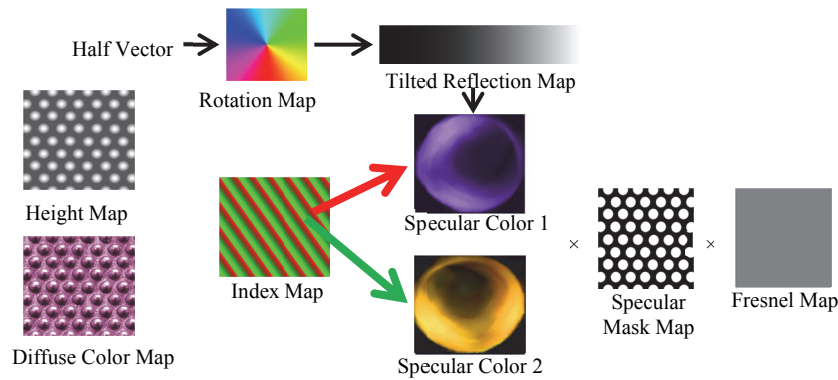 Half Vector
Rotation Map
Tilted Reflection Map
Height Map
Specular Color 1
×
×
Index Map
Specular
Mask Map
Fresnel Map
Diffuse Color Map
Specular Color 2